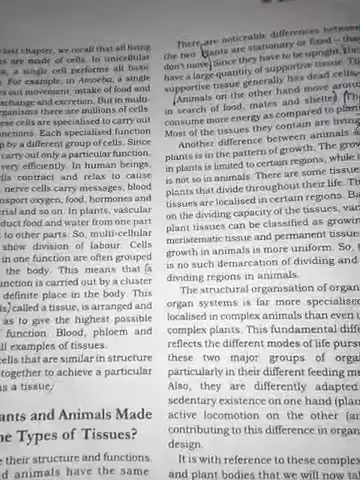 last chapter, we recall that all living
are made of cells. In unicellular
a single cell performs all basic
For example, in Amoeba, a single
out movement, intake of food and
exchange and excretion. But in multi-
organisms there are millions of cells
these cells are specialised to carry out
functions. Each specialised function
up by a different group of cells. Since
carry out only a particular function,
very efficiently. In human beings,
cells contract and relax to cause
nerve cells carry messages, blood
transport oxygen, food, hormones and
material and so on. In plants, vascular
conduct food and water from one part
to other parts. So, multi-cellular
show division of labour. Cells
in one function are often grouped
the body. This means that (a
function is carried out by a cluster
definite place in the body. This
called a tissue, is arranged and
as to give the highest possible
function. Blood, phloem and
all examples of tissues.
cells that are similar in structure
together to achieve a particular
as a tissue.
Plants and Animals Made
the Types of Tissues?
their structure and functions.
animals have the same
There are noticeable differences between
the two. Plants are stationary or fixed – they
don't move. Since they have to be upright, they
have a large quantity of supportive tissue. The
supportive tissue generally has dead cells.
(Animals on the other hand move around
in search of food, mates and shelter)
consume more energy as compared to plants.
Most of the tissues they contain are living.
Another difference between animals
plants is in the pattern of growth. The growth
in plants is limited to certain regions, while
is not so in animals. There are some tissues
plants that divide throughout their life. These
tissues are localised in certain regions.
on the dividing capacity of the tissues, various
plant tissues can be classified as growing
meristematic tissue and permanent tissue.
growth in animals is more uniform. So,
is no such demarcation of dividing and
dividing regions in animals.
The structural organisation of organs
organ systems is far more specialised
localised in complex animals than even
complex plants. This fundamental difference
reflects the different modes of life pursued
these two major groups of organisms
particularly in their feeding
Also, they are differently adapted
sedentary existence on one hand (plants)
active locomotion on the other
contributing to this difference in organ
design.
It is with reference to these complex
and plant bodies that we will now